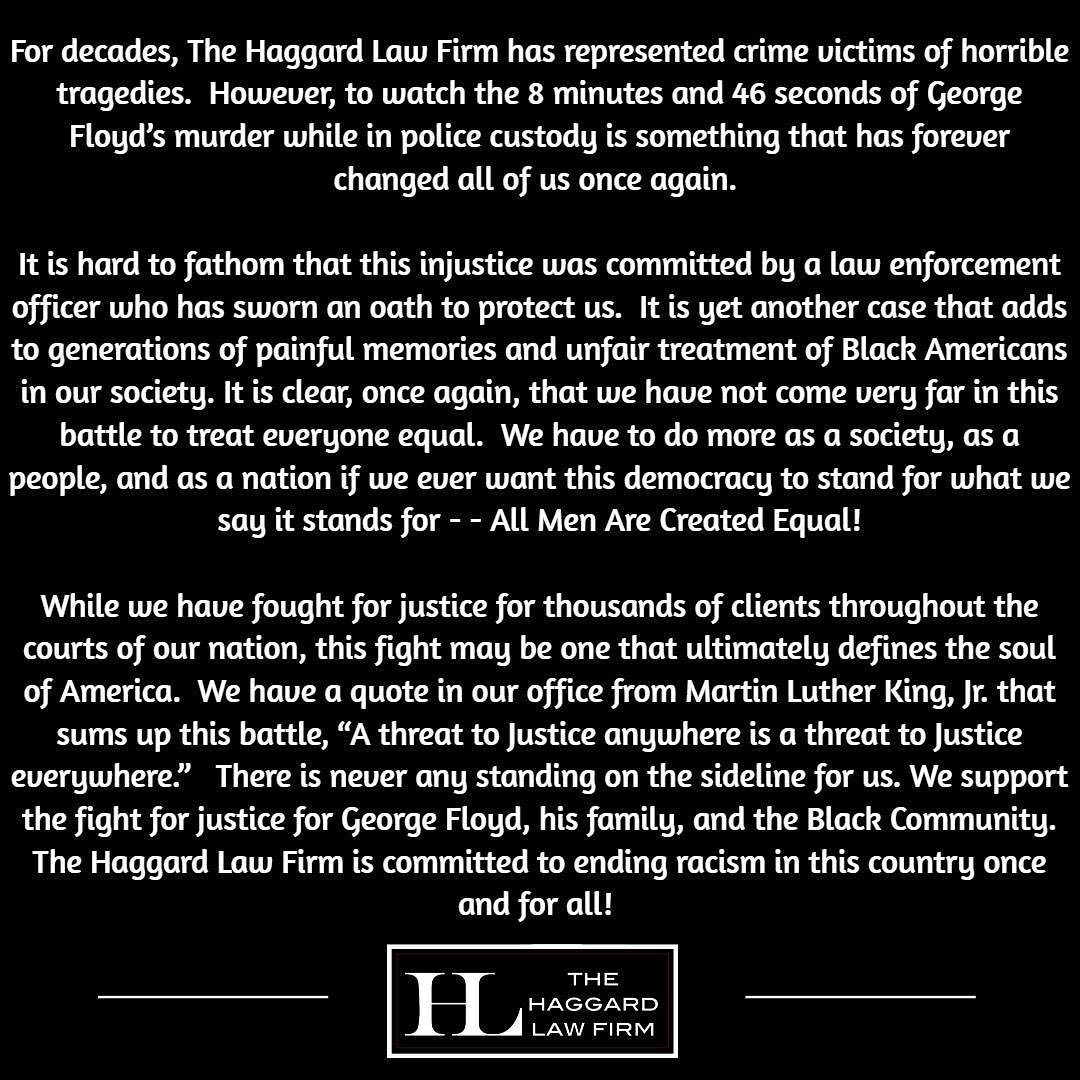 For decades, The Haggard Law Firm has represented crime victims of horrible
tragedies.  However, to watch the 8 minutes and 46 seconds of George
Floyd’s murder while in police custody is something that has forever
changed all of us once again.
It is hard to fathom that this injustice was committed by a law enforcement
officer who has sworn an oath to protect us.  It is yet another case that adds
to generations of painful memories and unfair treatment of Black Americans
in our society. It is clear, once again, that we have not come very far in this
battle to treat everyone equal.  We have to do more as a society, as a
people, and as a nation if we ever want this democracy to stand for what we
say it stands for - - All Men Are Created Equal!
While we have fought for justice for thousands of clients throughout the
courts of our nation, this fight may be one that ultimately defines the soul
of America.  We have a quote in our office from Martin Luther King, Jr. that
sums up this battle, “A threat to Justice anywhere is a threat to Justice
everywhere.”   There is never any standing on the sideline for us. We support
the fight for justice for George Floyd, his family, and the Black Community.
The Haggard Law Firm is committed to ending racism in this country once
and for all!
HL
THE
HAGGARD
LAW FIRM